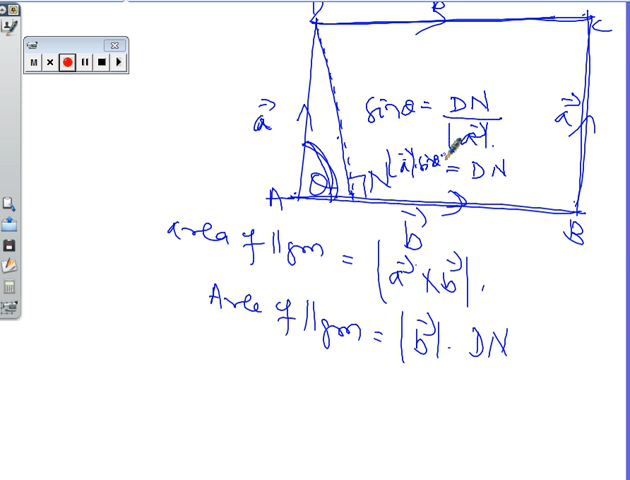 C
a⃗
sinθ = DN / |a⃗|.
a⃗
|a⃗| sinθ = DN
A
θ
N
b⃗
B
area of ||gm = |a⃗ × b⃗|.
Area of ||gm = |b⃗|. DN
M